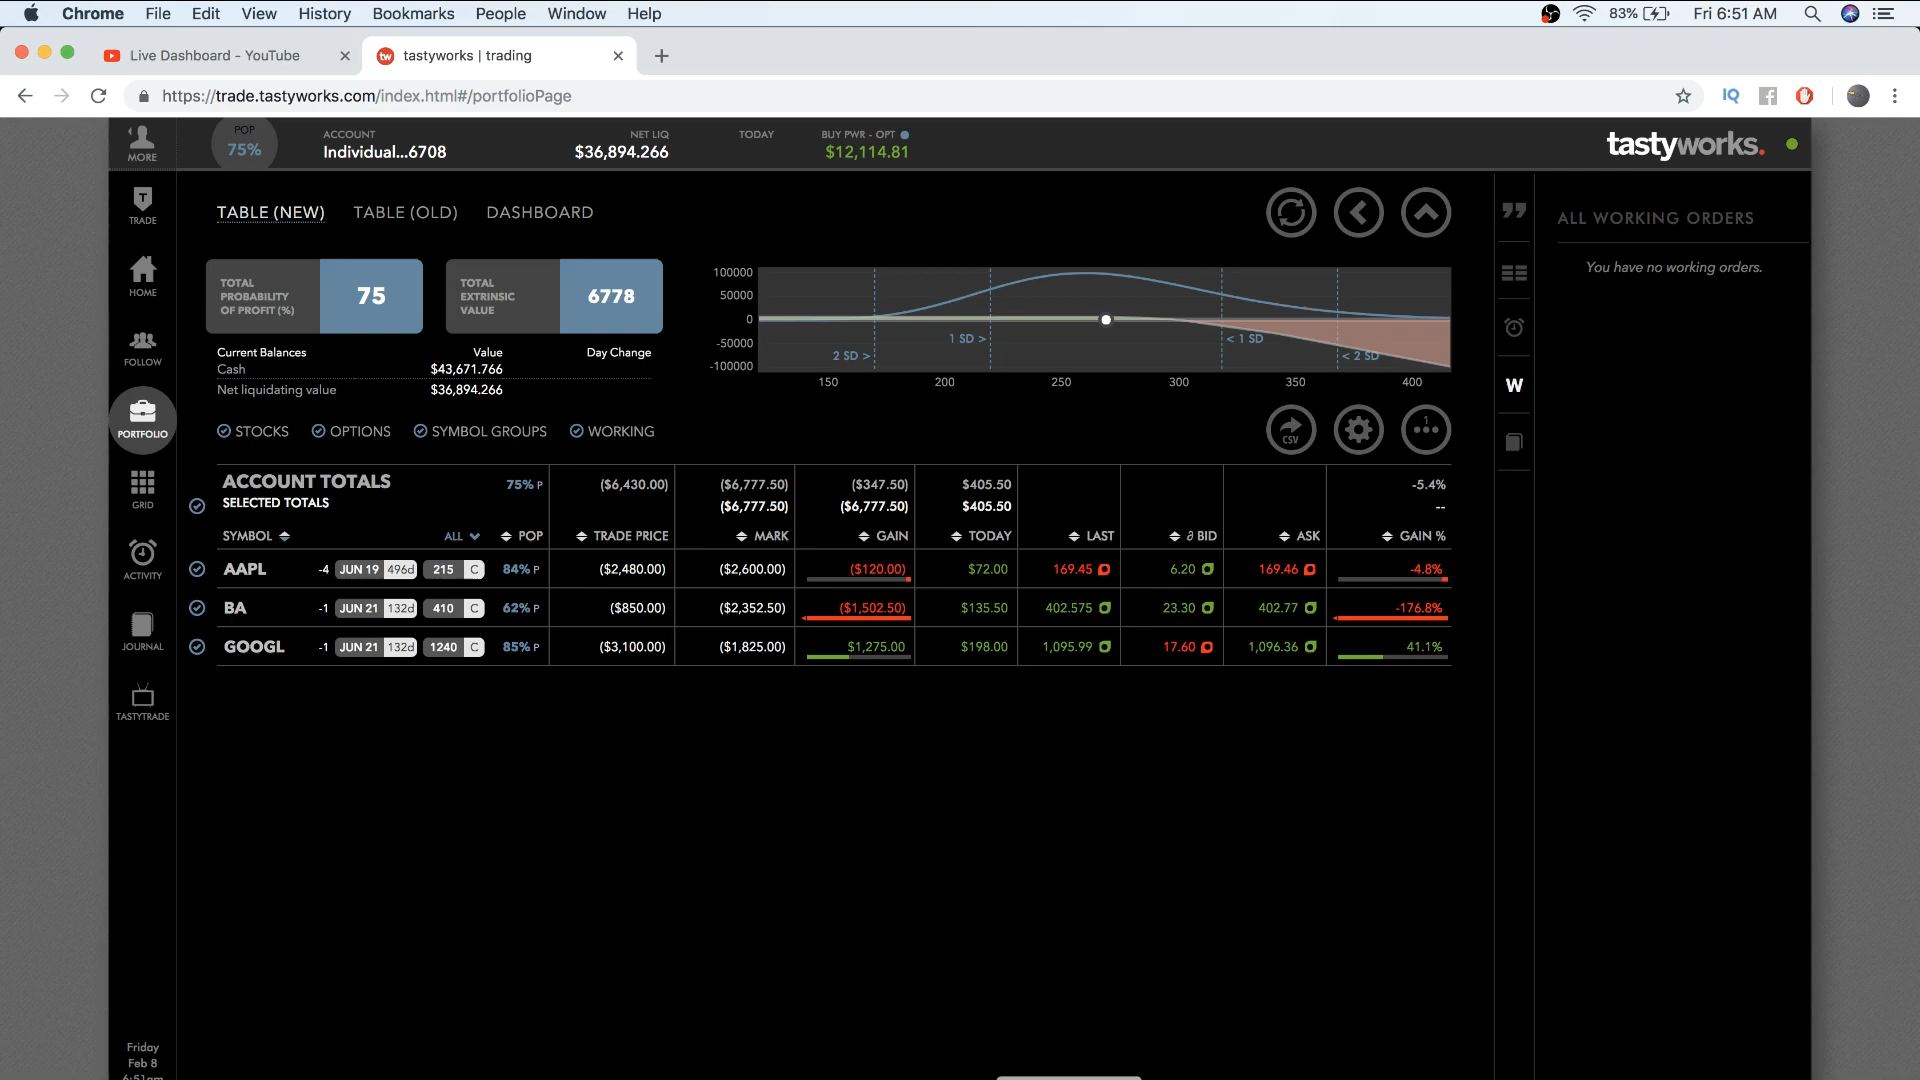 Chrome File Edit View History Bookmarks People Window Help 83% Fri 6:51 AM
Live Dashboard - YouTube tw tastyworks | trading
https://trade.tastyworks.com/index.html#/portfolioPage IQ
MORE
POP
75%
ACCOUNT
Individual...6708
NET LIQ
$36,894.266
TODAY
BUY PWR - OPT
$12,114.81
tastyworks.
TRADE
HOME
FOLLOW
PORTFOLIO
GRID
ACTIVITY
JOURNAL
TASTYTRADE
Friday
Feb 8
6:51am
TABLE (NEW) TABLE (OLD) DASHBOARD
TOTAL
PROBABILITY
OF PROFIT (%)
75
TOTAL
EXTRINSIC
VALUE
6778
Current Balances Value Day Change
Cash $43,671.766
Net liquidating value $36,894.266
100000
50000
0
-50000
-100000
2 SD > 1 SD > < 1 SD < 2 SD
150 200 250 300 350 400
STOCKS OPTIONS SYMBOL GROUPS WORKING
CSV
1
ACCOUNT TOTALS 75% P ($6,430.00) ($6,777.50) ($347.50) $405.50 -5.4%
SELECTED TOTALS ($6,777.50) ($6,777.50) $405.50 --
SYMBOL ALL POP TRADE PRICE MARK GAIN TODAY LAST ∂ BID ASK GAIN %
AAPL -4 JUN 19 496d 215 C 84% P ($2,480.00) ($2,600.00) ($120.00) $72.00 169.45 6.20 169.46 -4.8%
BA -1 JUN 21 132d 410 C 62% P ($850.00) ($2,352.50) ($1,502.50) $135.50 402.575 23.30 402.77 -176.8%
GOOGL -1 JUN 21 132d 1240 C 85% P ($3,100.00) ($1,825.00) $1,275.00 $198.00 1,095.99 17.60 1,096.36 41.1%
W
ALL WORKING ORDERS
You have no working orders.